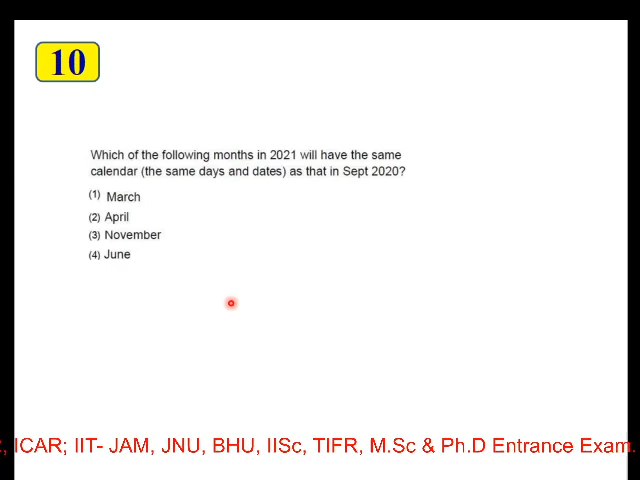 10
Which of the following months in 2021 will have the same
calendar (the same days and dates) as that in Sept 2020?
(1) March
(2) April
(3) November
(4) June
, ICAR; IIT- JAM, JNU, BHU, IISc, TIFR, M.Sc & Ph.D Entrance Exam.